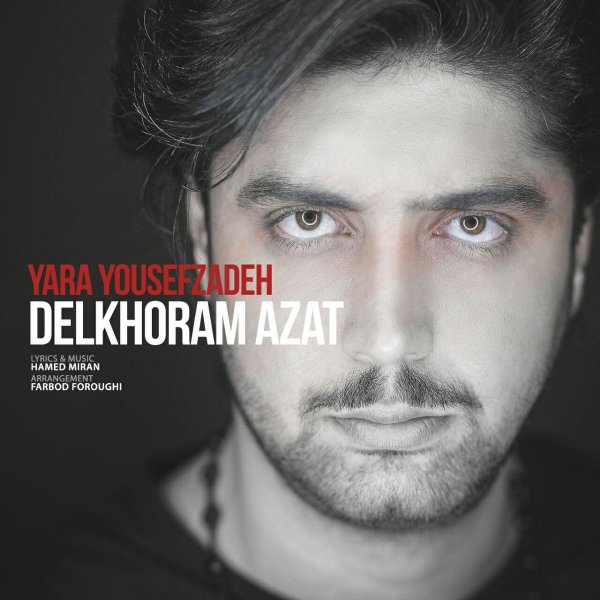 YARA YOUSEFZADEH
DELKHORAM AZAT
LYRICS & MUSIC
HAMED MIRAN
ARRANGEMENT
FARBOD FOROUGHI